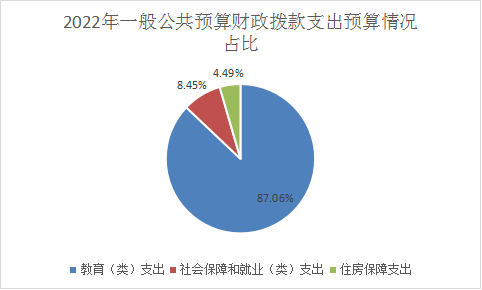 2022年一般公共预算财政拨款支出预算情况
占比
4.49%
8.45%
87.06%
教育（类）支出 社会保障和就业（类）支出 住房保障支出